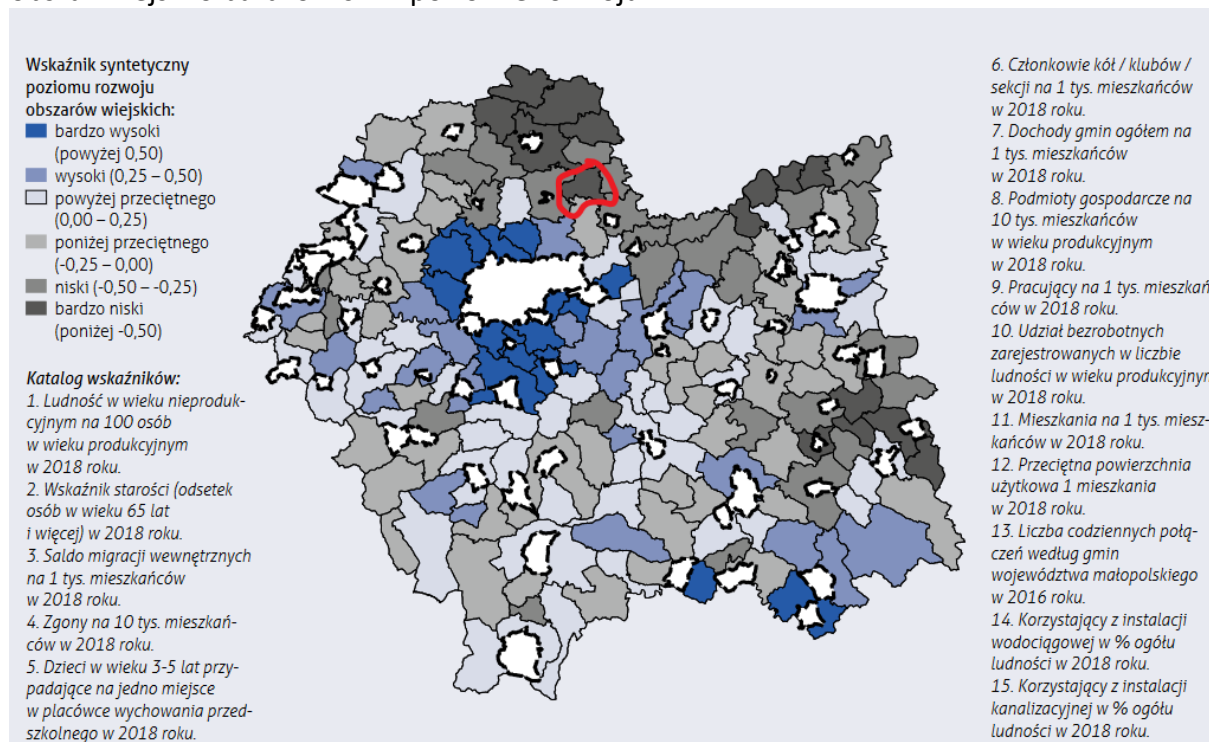 Wskaźnik syntetyczny
poziomu rozwoju
obszarów wiejskich:
bardzo wysoki
(powyżej 0,50)
wysoki (0,25 – 0,50)
powyżej przeciętnego
(0,00 – 0,25)
poniżej przeciętnego
(-0,25 – 0,00)
niski (-0,50 – -0,25)
bardzo niski
(poniżej -0,50)
Katalog wskaźników:
1. Ludność w wieku nieproduk-
cyjnym na 100 osób
w wieku produkcyjnym
w 2018 roku.
2. Wskaźnik starości (odsetek
osób w wieku 65 lat
i więcej) w 2018 roku.
3. Saldo migracji wewnętrznych
na 1 tys. mieszkańców
w 2018 roku.
4. Zgony na 10 tys. mieszkań-
ców w 2018 roku.
5. Dzieci w wieku 3-5 lat przy-
padające na jedno miejsce
w placówce wychowania przed-
szkolnego w 2018 roku.
6. Członkowie kół / klubów /
sekcji na 1 tys. mieszkańców
w 2018 roku.
7. Dochody gmin ogółem na
1 tys. mieszkańców
w 2018 roku.
8. Podmioty gospodarcze na
10 tys. mieszkańców
w wieku produkcyjnym
w 2018 roku.
9. Pracujący na 1 tys. mieszkań
ców w 2018 roku.
10. Udział bezrobotnych
zarejestrowanych w liczbie
ludności w wieku produkcyjnym
w 2018 roku.
11. Mieszkania na 1 tys. miesz-
kańców w 2018 roku.
12. Przeciętna powierzchnia
użytkowa 1 mieszkania
w 2018 roku.
13. Liczba codziennych połą-
czeń według gmin
województwa małopolskiego
w 2016 roku.
14. Korzystający z instalacji
wodociągowej w % ogółu
ludności w 2018 roku.
15. Korzystający z instalacji
kanalizacyjnej w % ogółu
ludności w 2018 roku.